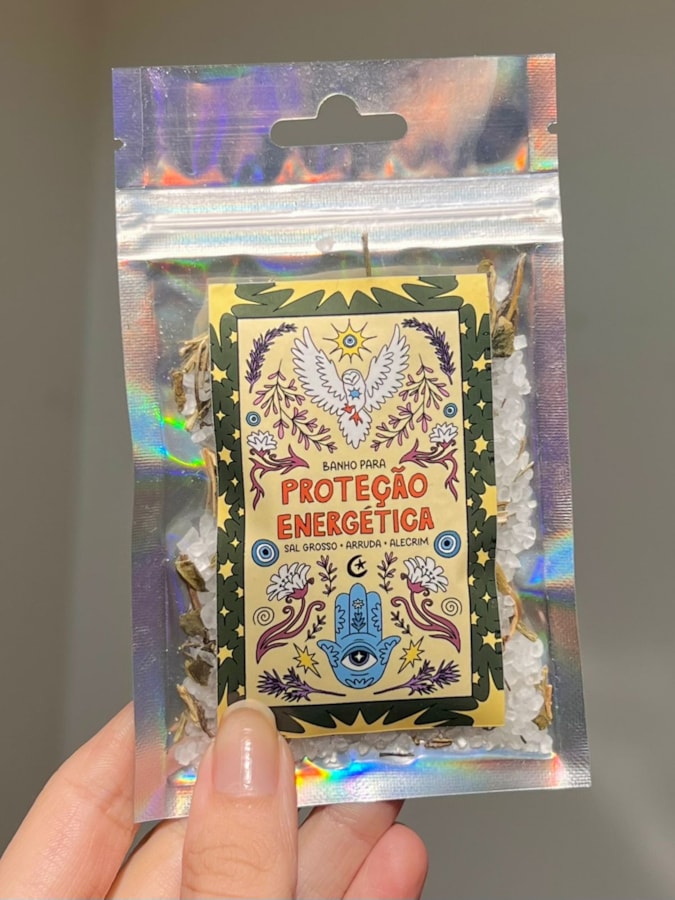 BANHO PARA
PROTEÇÃO
ENERGÉTICA
SAL GROSSO • ARRUDA • ALECRIM